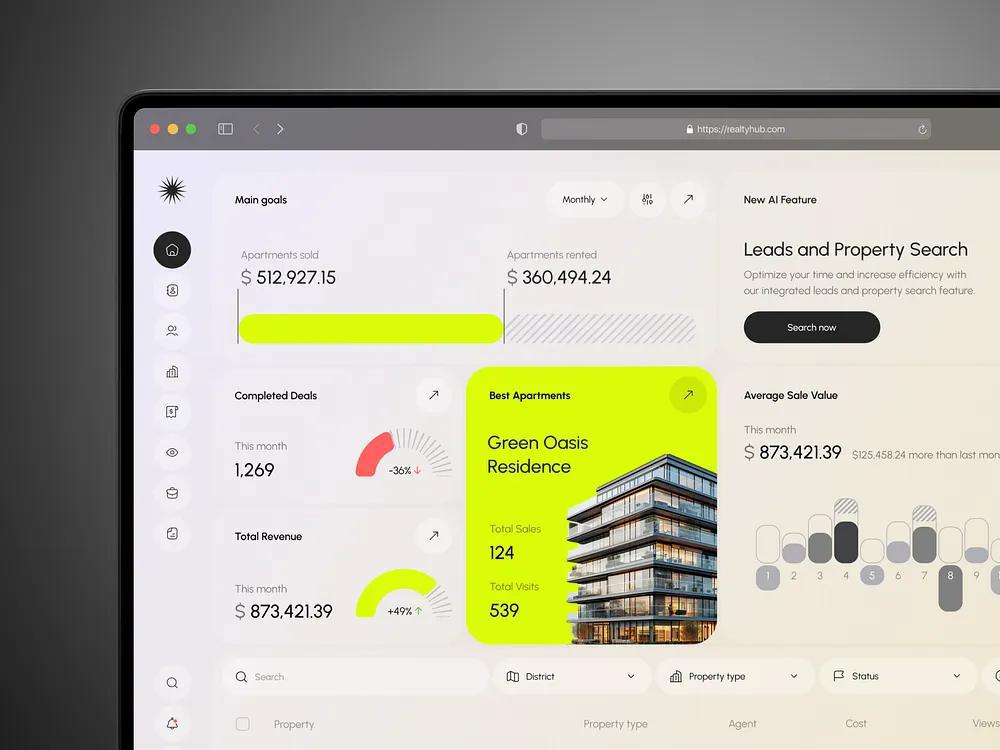 https://realtyhub.com
Main goals
Monthly
Apartments sold
$ 512,927.15
Apartments rented
$ 360,494.24
New AI Feature
Leads and Property Search
Optimize your time and increase efficiency with
our integrated leads and property search feature.
Search now
Completed Deals
This month
1,269
-36%
Total Revenue
This month
$ 873,421.39
+49%
Best Apartments
Green Oasis
Residence
Total Sales
124
Total Visits
539
Average Sale Value
This month
$ 873,421.39
$125,458.24 more than last mon
1 2 3 4 5 6 7 8 9
Search
District
Property type
Status
Property
Property type
Agent
Cost
Views